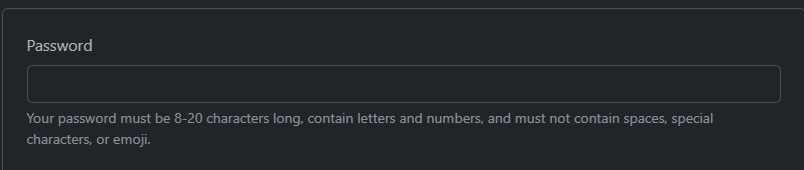 Password
Your password must be 8-20 characters long, contain letters and numbers, and must not contain spaces, special
characters, or emoji.